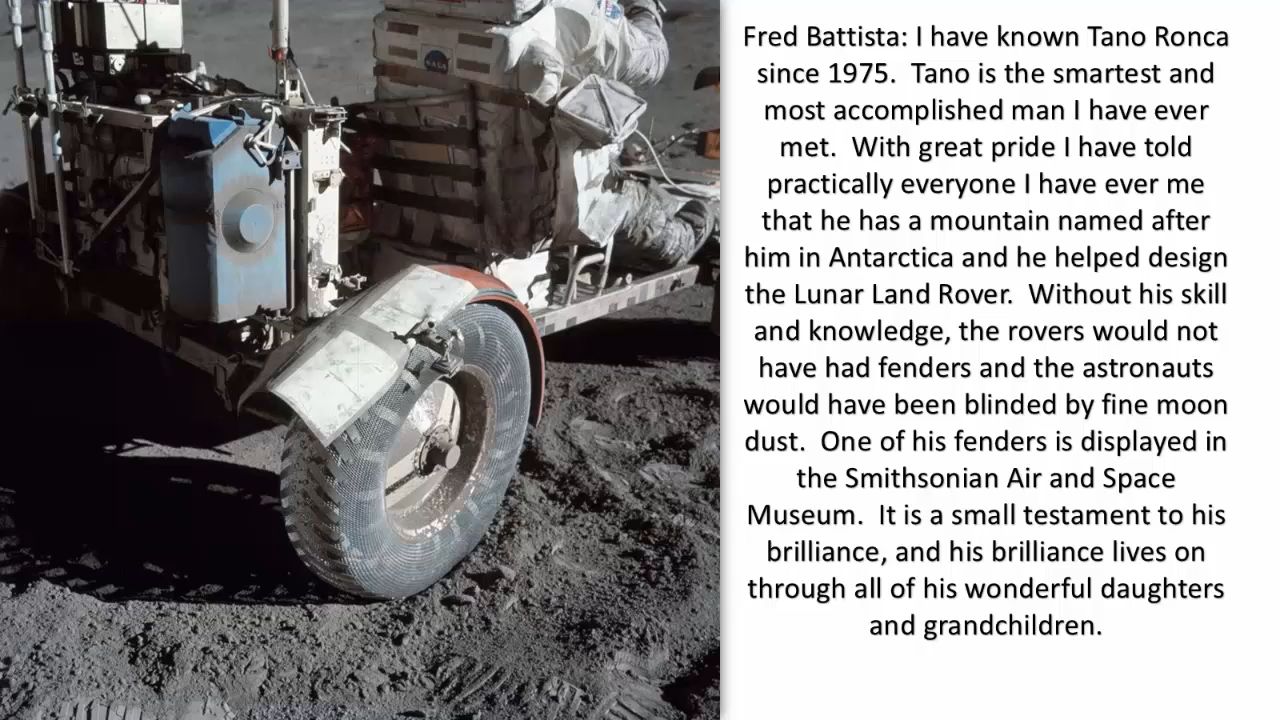 NASA
Fred Battista: I have known Tano Ronca
since 1975.  Tano is the smartest and
most accomplished man I have ever
met.  With great pride I have told
practically everyone I have ever me
that he has a mountain named after
him in Antarctica and he helped design
the Lunar Land Rover.  Without his skill
and knowledge, the rovers would not
have had fenders and the astronauts
would have been blinded by fine moon
dust.  One of his fenders is displayed in
the Smithsonian Air and Space
Museum.  It is a small testament to his
brilliance, and his brilliance lives on
through all of his wonderful daughters
and grandchildren.